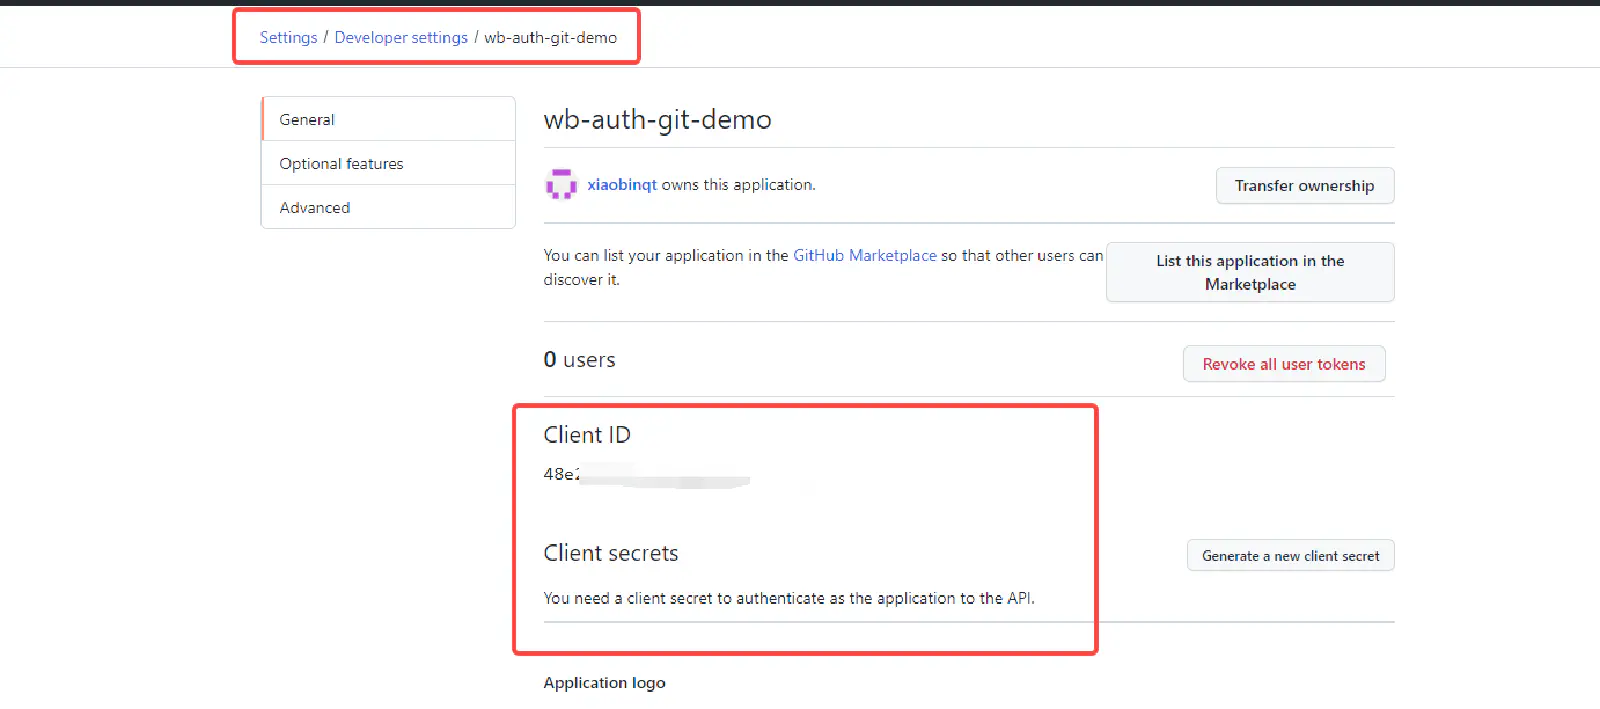 Settings / Developer settings / wb-auth-git-demo
General
Optional features
Advanced
wb-auth-git-demo
xiaobinqt owns this application.
Transfer ownership
You can list your application in the GitHub Marketplace so that other users can
discover it.
List this application in the
Marketplace
0 users
Revoke all user tokens
Client ID
48e
Client secrets
Generate a new client secret
You need a client secret to authenticate as the application to the API.
Application logo